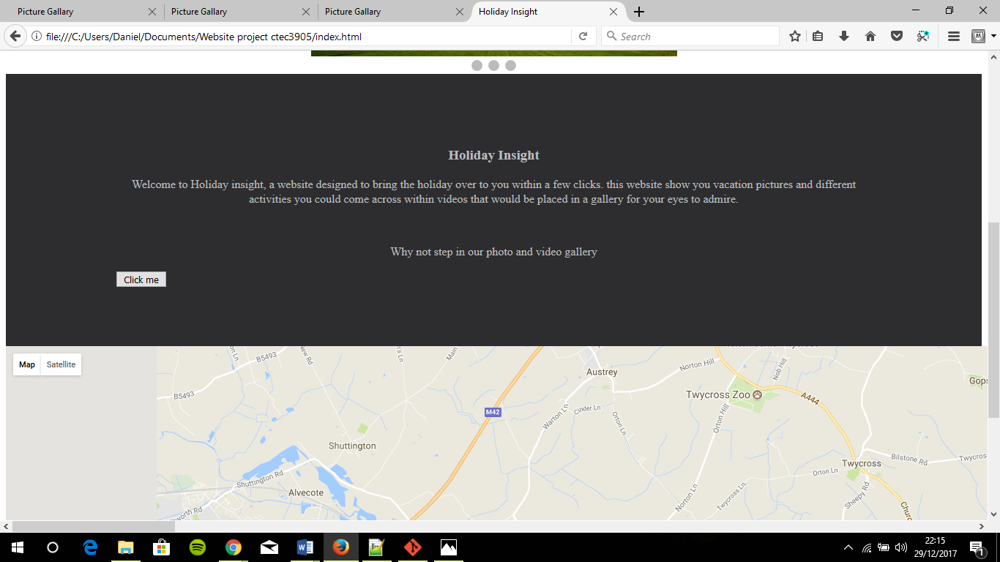 Picture Gallary
Picture Gallary
Picture Gallary
Holiday Insight
file:///C:/Users/Daniel/Documents/Website project ctec3905/index.html
Search
Holiday Insight
Welcome to Holiday insight, a website designed to bring the holiday over to you within a few clicks. this website show you vacation pictures and different
activities you could come across within videos that would be placed in a gallery for your eyes to admire.
Why not step in our photo and video gallery
Click me
Map
Satellite
B5493
New Rd
Main
Austrey
Norton Hill
Nob Hill
Gops
B5493
Twycross Zoo
A444
M42
Warton Ln
Cinder Ln
Orton Ln
Orton Hill
Shuttington
Bilstone Rd
Twycross
Twycross
Shuttington Rd
Orton Ln
Alvecote
Norton Ln
Twycross Ln
Sheepy Rd
22:15
29/12/2017
1